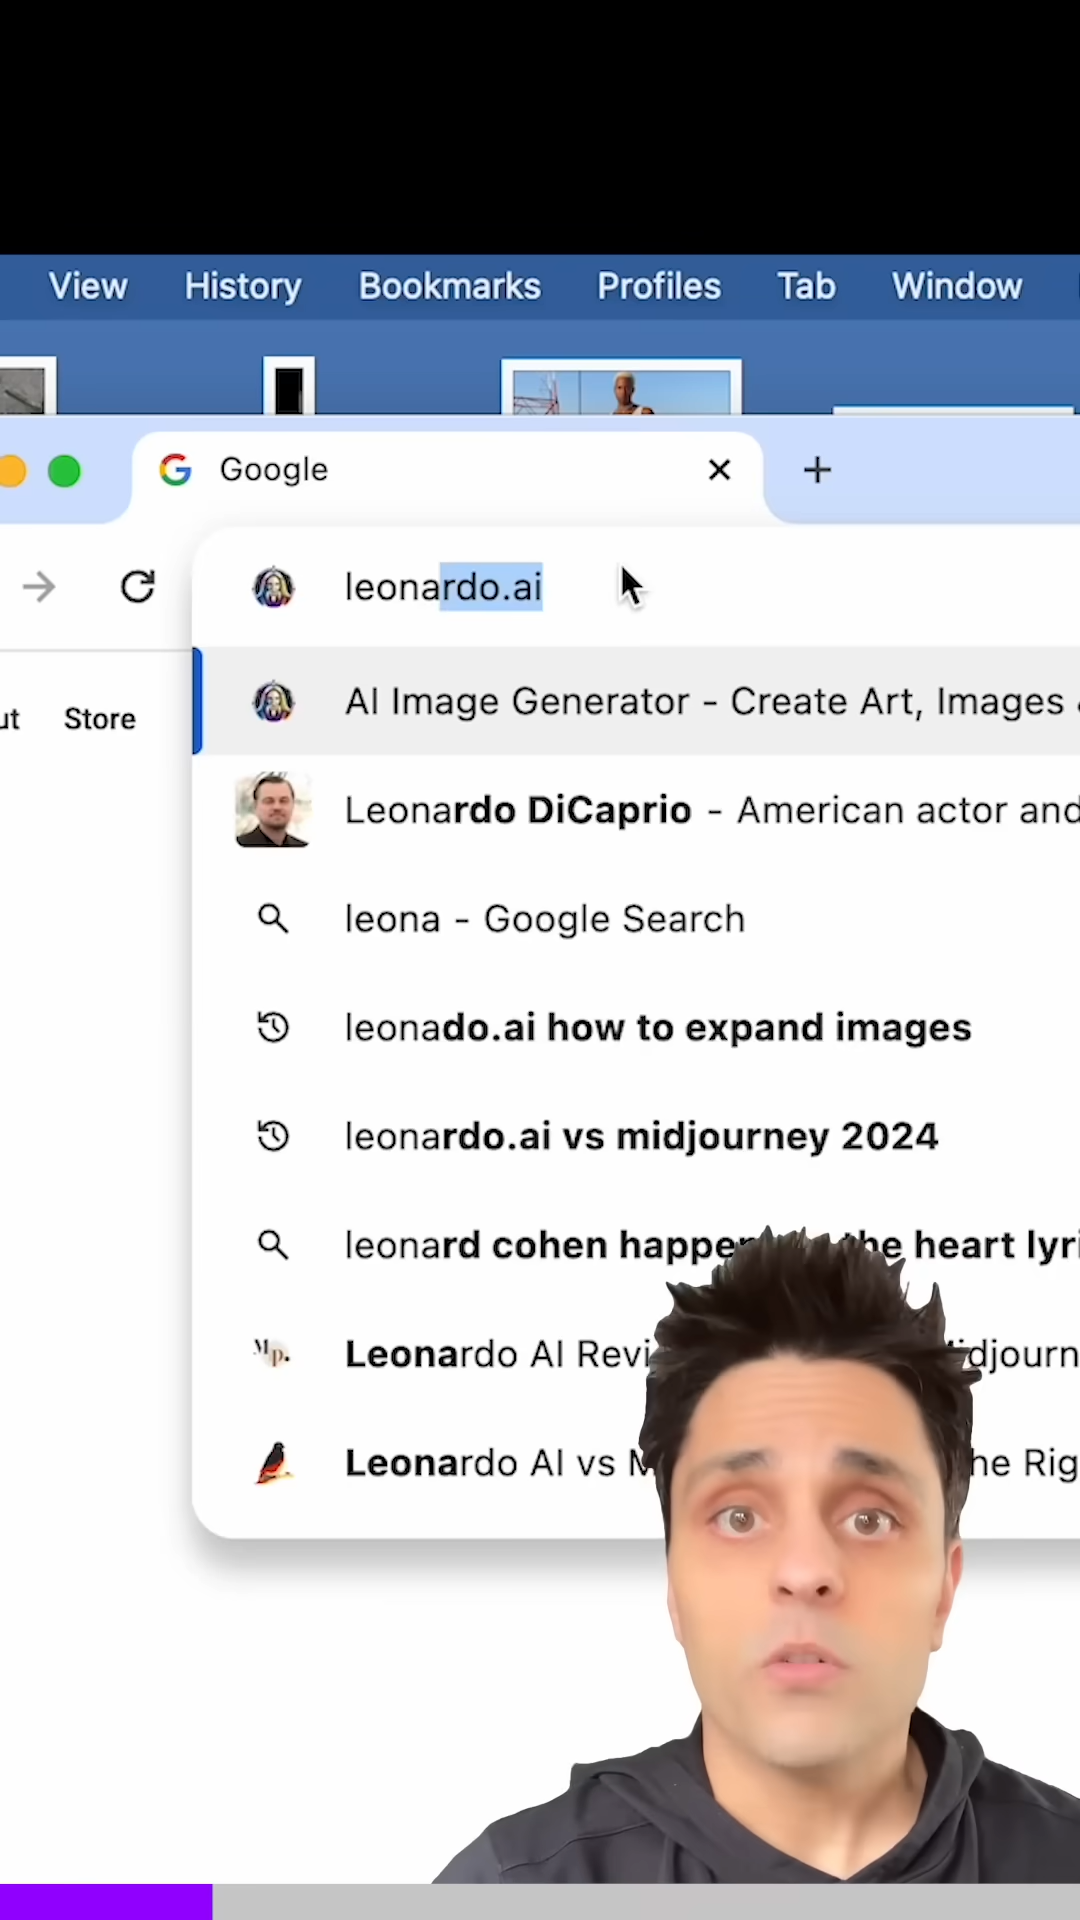 View History Bookmarks Profiles Tab Window
Google
leonardo.ai
AI Image Generator - Create Art, Images
Store
Leonardo DiCaprio - American actor and
leona - Google Search
leonado.ai how to expand images
leonardo.ai vs midjourney 2024
leonard cohen the heart
Leonardo AI
Mp.
Leonardo AI vs